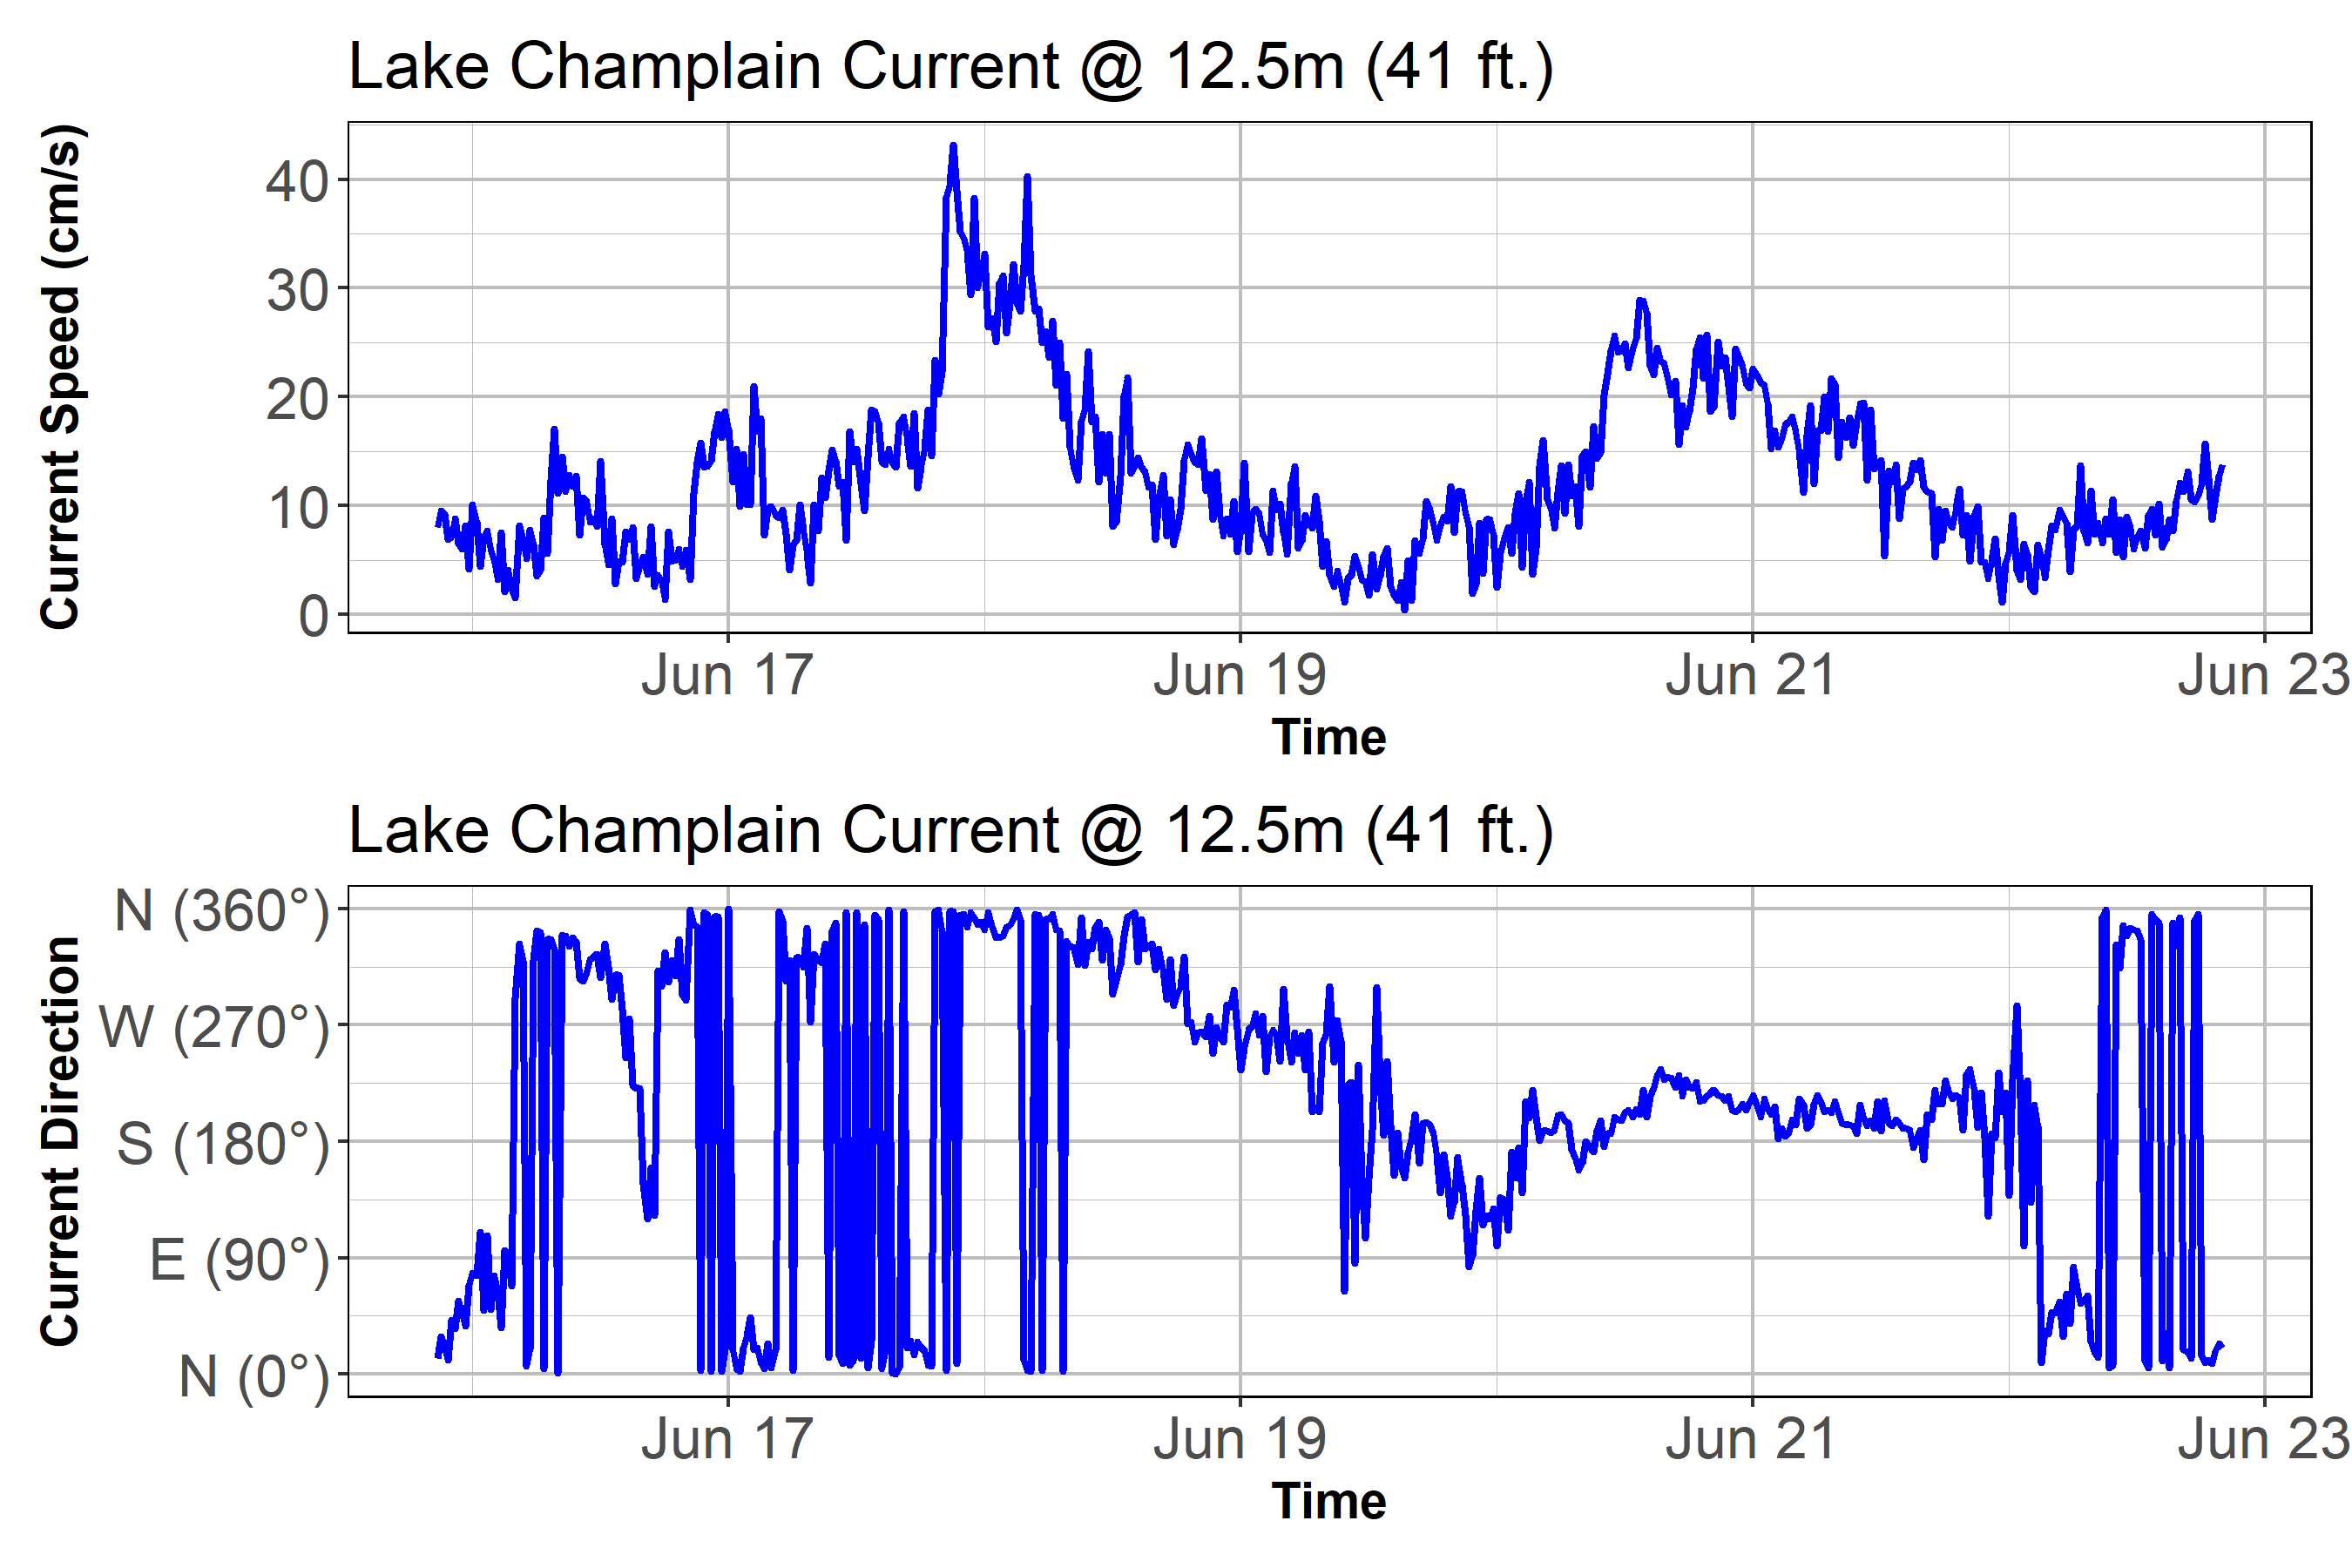 Lake Champlain Current @ 12.5m (41 ft.)
Current Speed (cm/s)
40
30
20
10
0
Jun 17 Jun 19 Jun 21 Jun 23
Time
Lake Champlain Current @ 12.5m (41 ft.)
Current Direction
N (360°)
W (270°)
S (180°)
E (90°)
N (0°)
Jun 17 Jun 19 Jun 21 Jun 23
Time